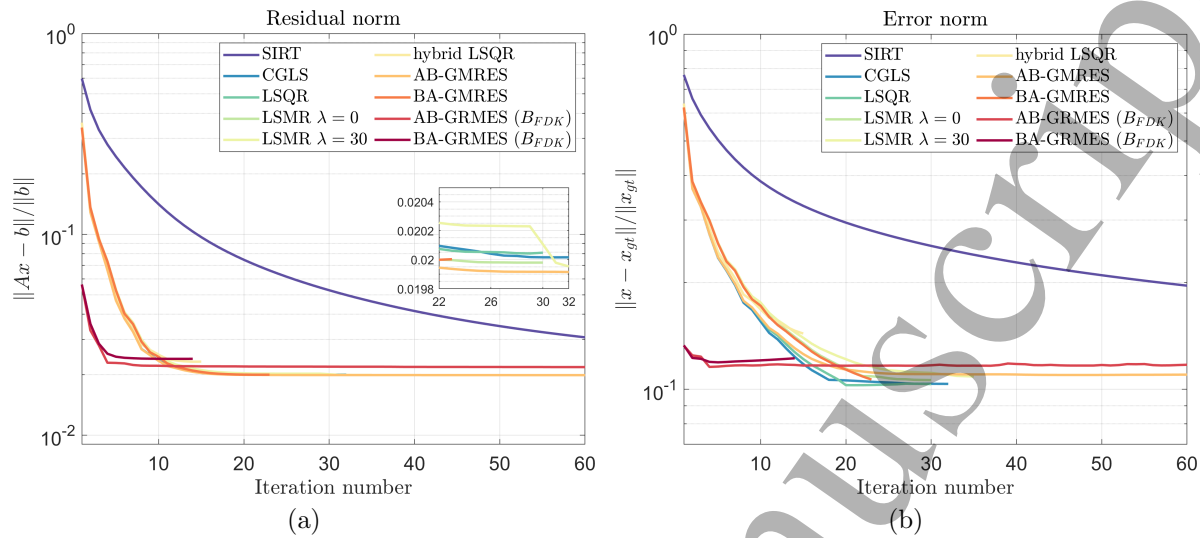 Residual norm
10^0
10^-1
10^-2
||Ax − b||/||b||
SIRT
CGLS
LSQR
LSMR λ = 0
LSMR λ = 30
hybrid LSQR
AB-GMRES
BA-GMRES
AB-GRMES (B_FDK)
BA-GRMES (B_FDK)
0.0204
0.0202
0.02
0.0198
22 26 30 32
10 20 30 40 50 60
Iteration number
(a)
Error norm
10^0
10^-1
||x − x_gt||/||x_gt||
SIRT
CGLS
LSQR
LSMR λ = 0
LSMR λ = 30
hybrid LSQR
AB-GMRES
BA-GMRES
AB-GRMES (B_FDK)
BA-GRMES (B_FDK)
10 20 30 40 50 60
Iteration number
(b)
uscrip